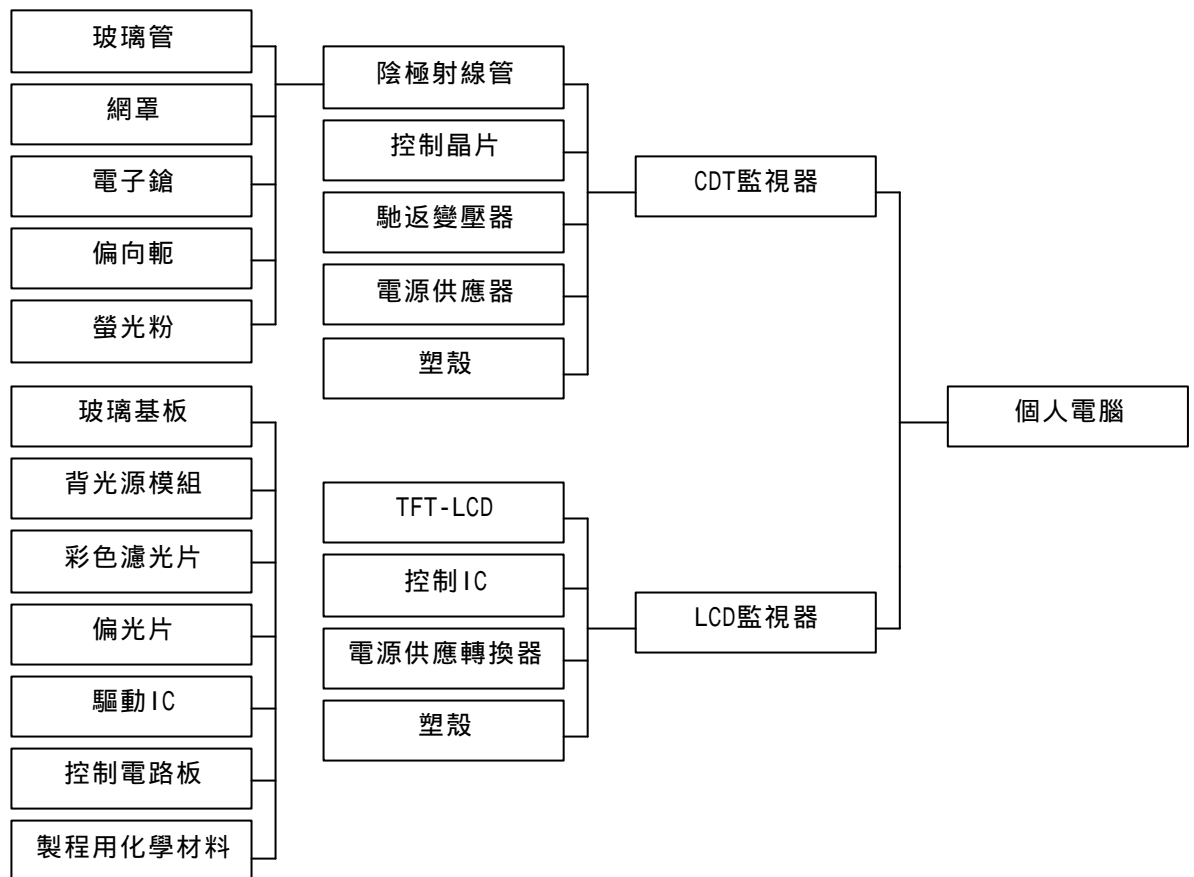 玻璃管
網罩
電子鎗
偏向軛
螢光粉
玻璃基板
背光源模組
彩色濾光片
偏光片
驅動IC
控制電路板
製程用化學材料
陰極射線管
控制晶片
馳返變壓器
電源供應器
塑殼
TFT-LCD
控制IC
電源供應轉換器
塑殼
CDT監視器
LCD監視器
個人電腦